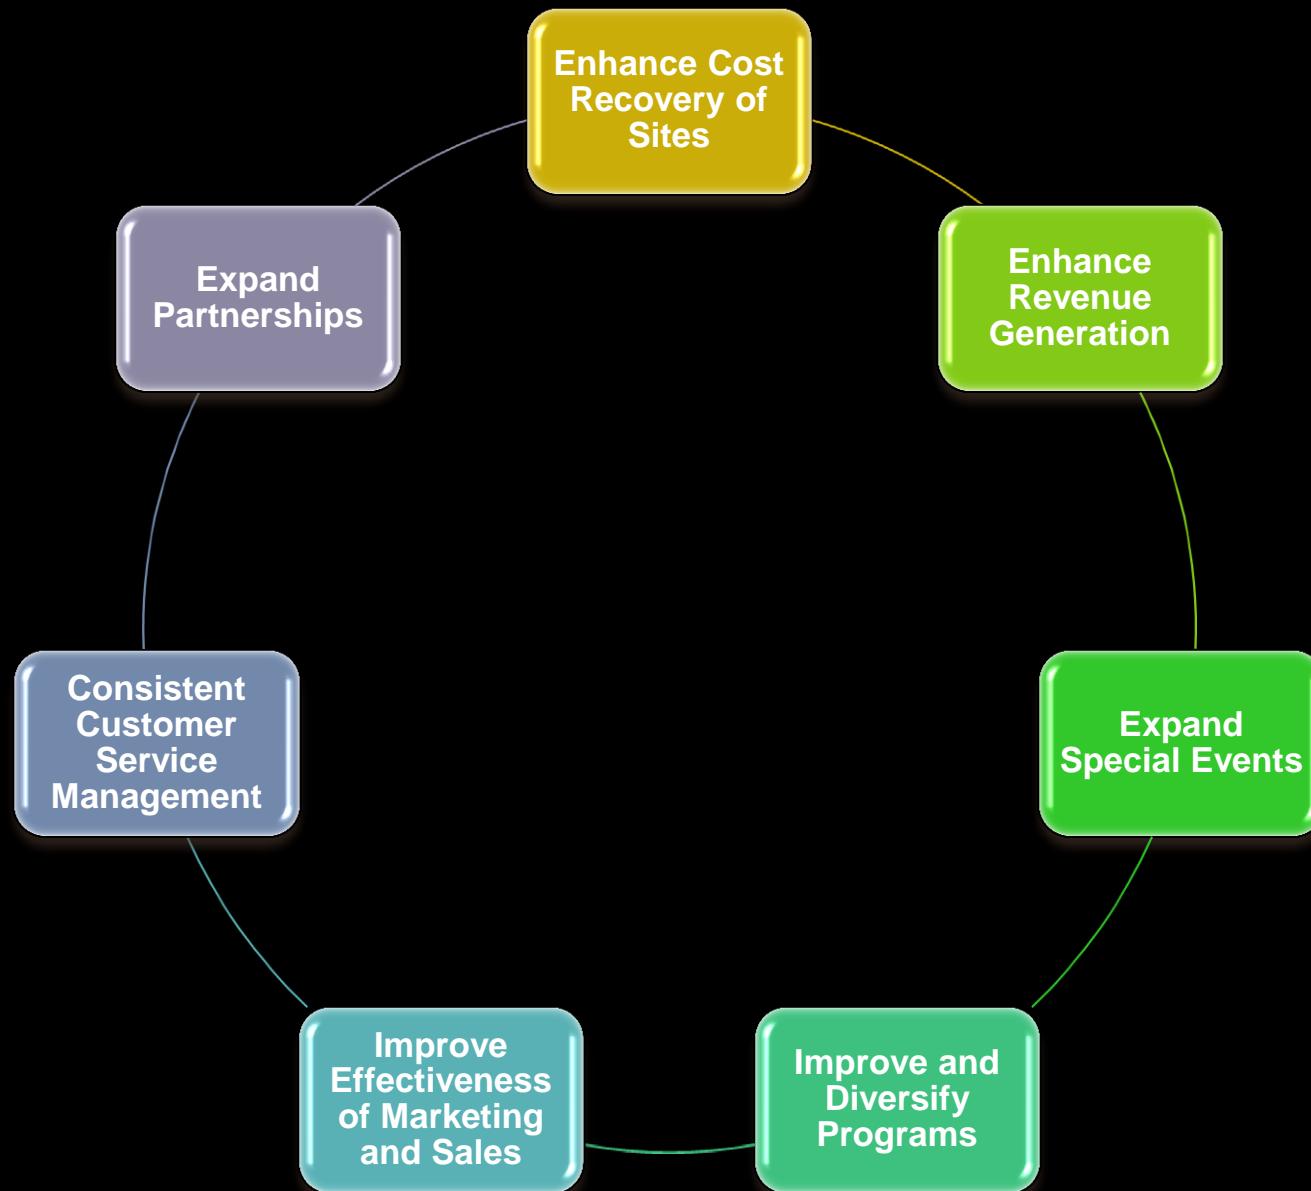 Enhance Cost
Recovery of
Sites
Enhance
Revenue
Generation
Expand
Special Events
Improve and
Diversify
Programs
Improve
Effectiveness
of Marketing
and Sales
Consistent
Customer
Service
Management
Expand
Partnerships